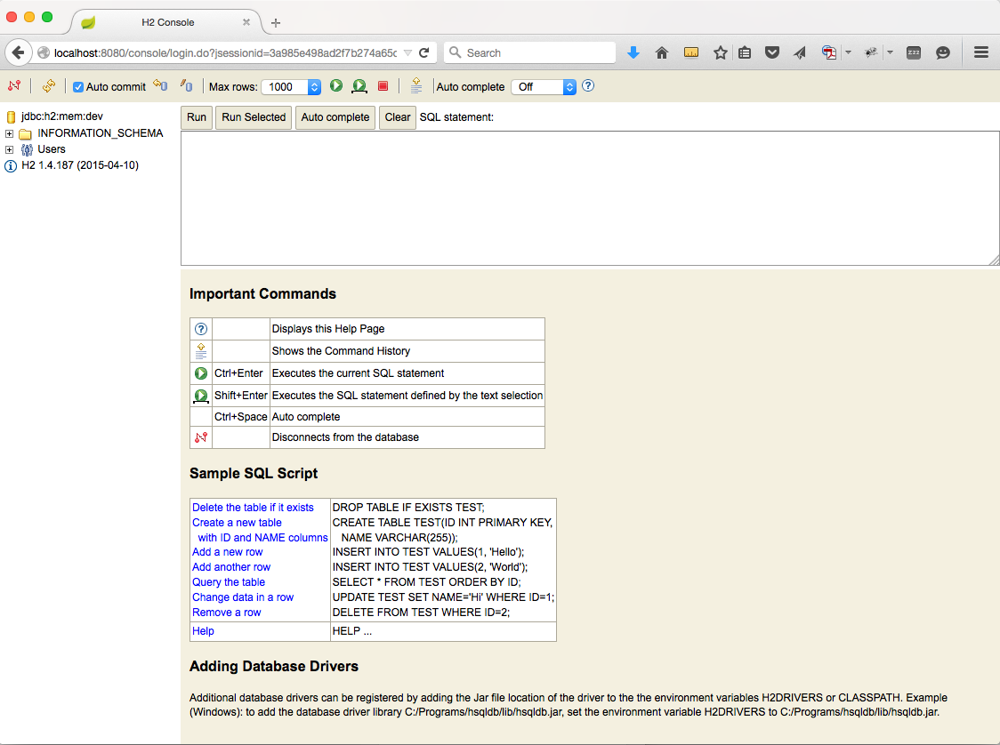 H2 Console
localhost:8080/console/login.do?jsessionid=3a985e498ad2f7b274a65c
Search
zzz
Auto commit
Max rows:
1000
Auto complete
Off
jdbc:h2:mem:dev
INFORMATION_SCHEMA
Users
H2 1.4.187 (2015-04-10)
Run
Run Selected
Auto complete
Clear
SQL statement:
Important Commands
Displays this Help Page
Shows the Command History
Ctrl+Enter Executes the current SQL statement
Shift+Enter Executes the SQL statement defined by the text selection
Ctrl+Space Auto complete
Disconnects from the database
Sample SQL Script
Delete the table if it exists DROP TABLE IF EXISTS TEST;
Create a new table CREATE TABLE TEST(ID INT PRIMARY KEY,
with ID and NAME columns NAME VARCHAR(255));
Add a new row INSERT INTO TEST VALUES(1, 'Hello');
Add another row INSERT INTO TEST VALUES(2, 'World');
Query the table SELECT * FROM TEST ORDER BY ID;
Change data in a row UPDATE TEST SET NAME='Hi' WHERE ID=1;
Remove a row DELETE FROM TEST WHERE ID=2;
Help HELP ...
Adding Database Drivers
Additional database drivers can be registered by adding the Jar file location of the driver to the the environment variables H2DRIVERS or CLASSPATH. Example
(Windows): to add the database driver library C:/Programs/hsqldb/lib/hsqldb.jar, set the environment variable H2DRIVERS to C:/Programs/hsqldb/lib/hsqldb.jar.